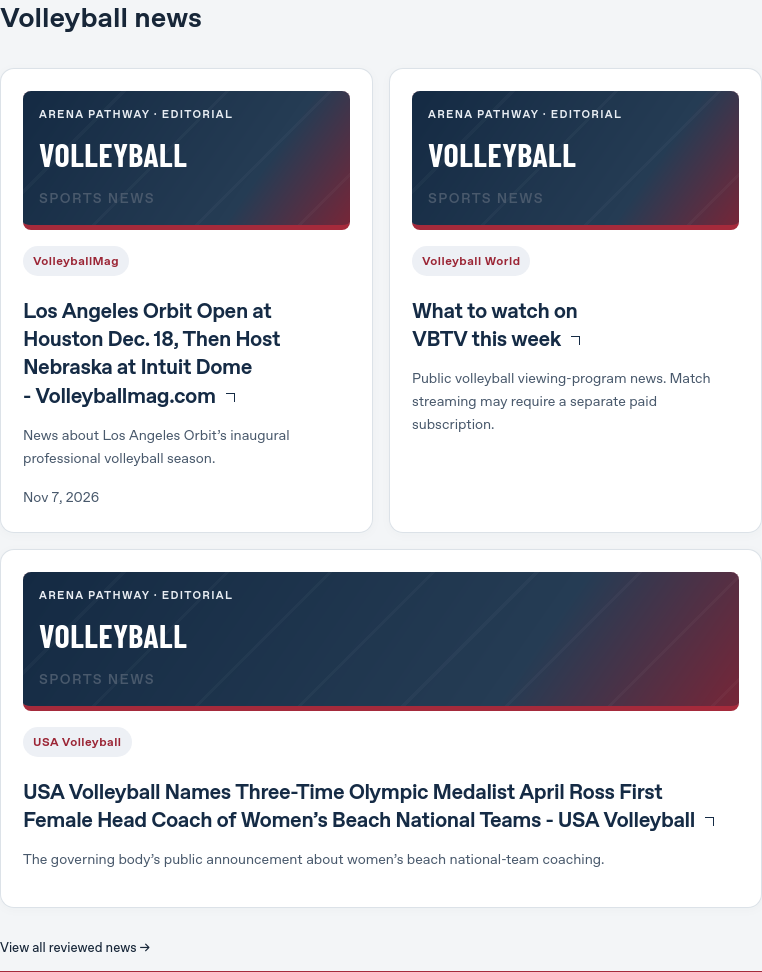 Volleyball news
ARENA PATHWAY · EDITORIAL
VOLLEYBALL
SPORTS NEWS
VolleyballMag
Los Angeles Orbit Open at
Houston Dec. 18, Then Host
Nebraska at Intuit Dome
- Volleyballmag.com
News about Los Angeles Orbit’s inaugural
professional volleyball season.
Nov 7, 2026
ARENA PATHWAY · EDITORIAL
VOLLEYBALL
SPORTS NEWS
Volleyball World
What to watch on
VBTV this week
Public volleyball viewing-program news. Match
streaming may require a separate paid
subscription.
ARENA PATHWAY · EDITORIAL
VOLLEYBALL
SPORTS NEWS
USA Volleyball
USA Volleyball Names Three-Time Olympic Medalist April Ross First
Female Head Coach of Women’s Beach National Teams - USA Volleyball
The governing body’s public announcement about women’s beach national-team coaching.
View all reviewed news →